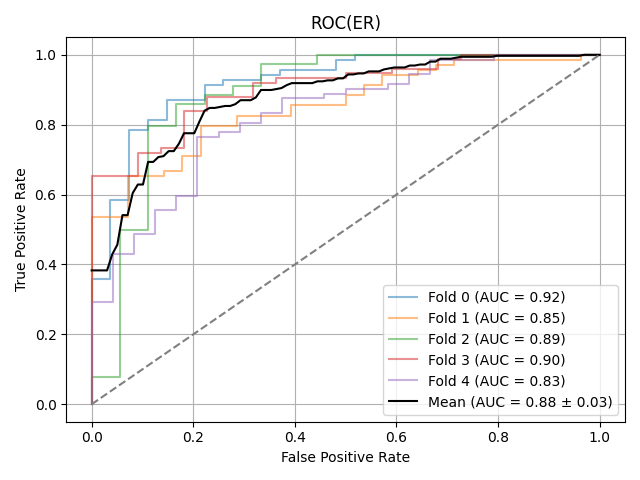 ROC(ER)
True Positive Rate
1.0
0.8
0.6
0.4
0.2
0.0
Fold 0 (AUC = 0.92)
Fold 1 (AUC = 0.85)
Fold 2 (AUC = 0.89)
Fold 3 (AUC = 0.90)
Fold 4 (AUC = 0.83)
Mean (AUC = 0.88 ± 0.03)
0.0 0.2 0.4 0.6 0.8 1.0
False Positive Rate